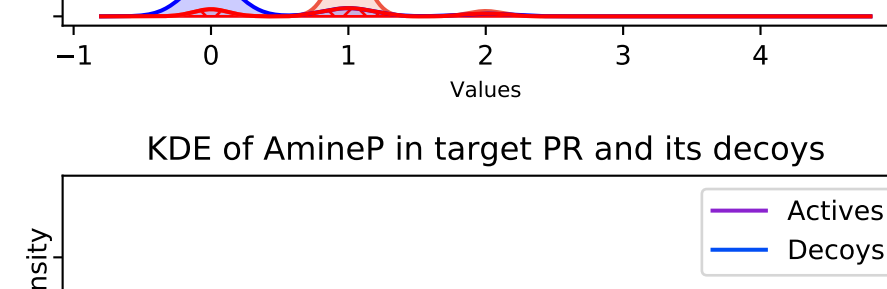 −1 0 1 2 3 4
Values
KDE of AmineP in target PR and its decoys
Actives
Decoys
nsity